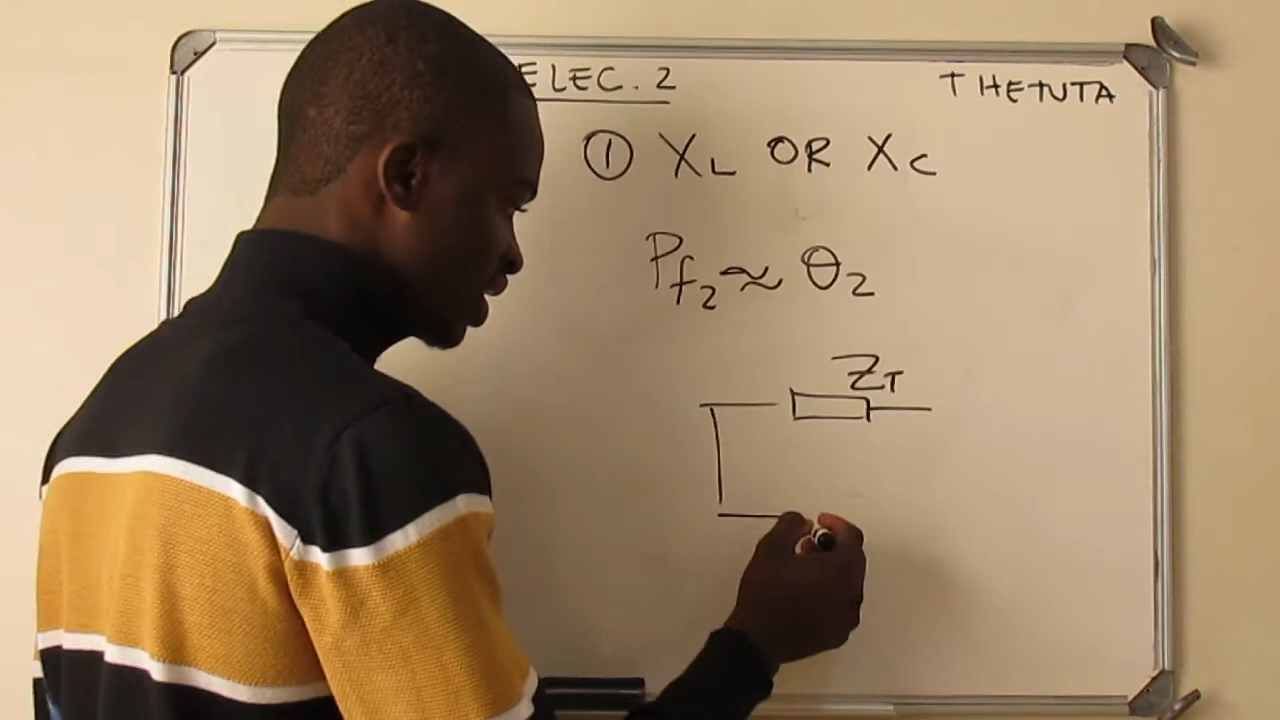 ELEC. 2
THETUTA
① XL OR XC
Pf2 ≈ θ2
ZT